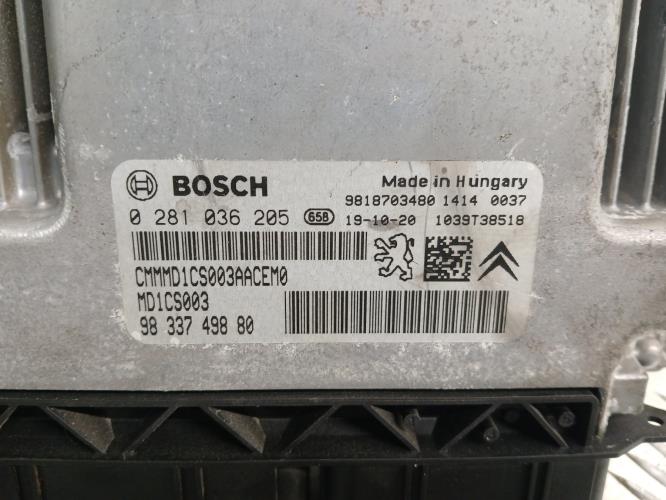 BOSCH
Made in Hungary
9818703480 1414 0037
0 281 036 205 65B 19-10-20 1039T38518
CMMMD1CS003AACEM0
MD1CS003
98 337 498 80